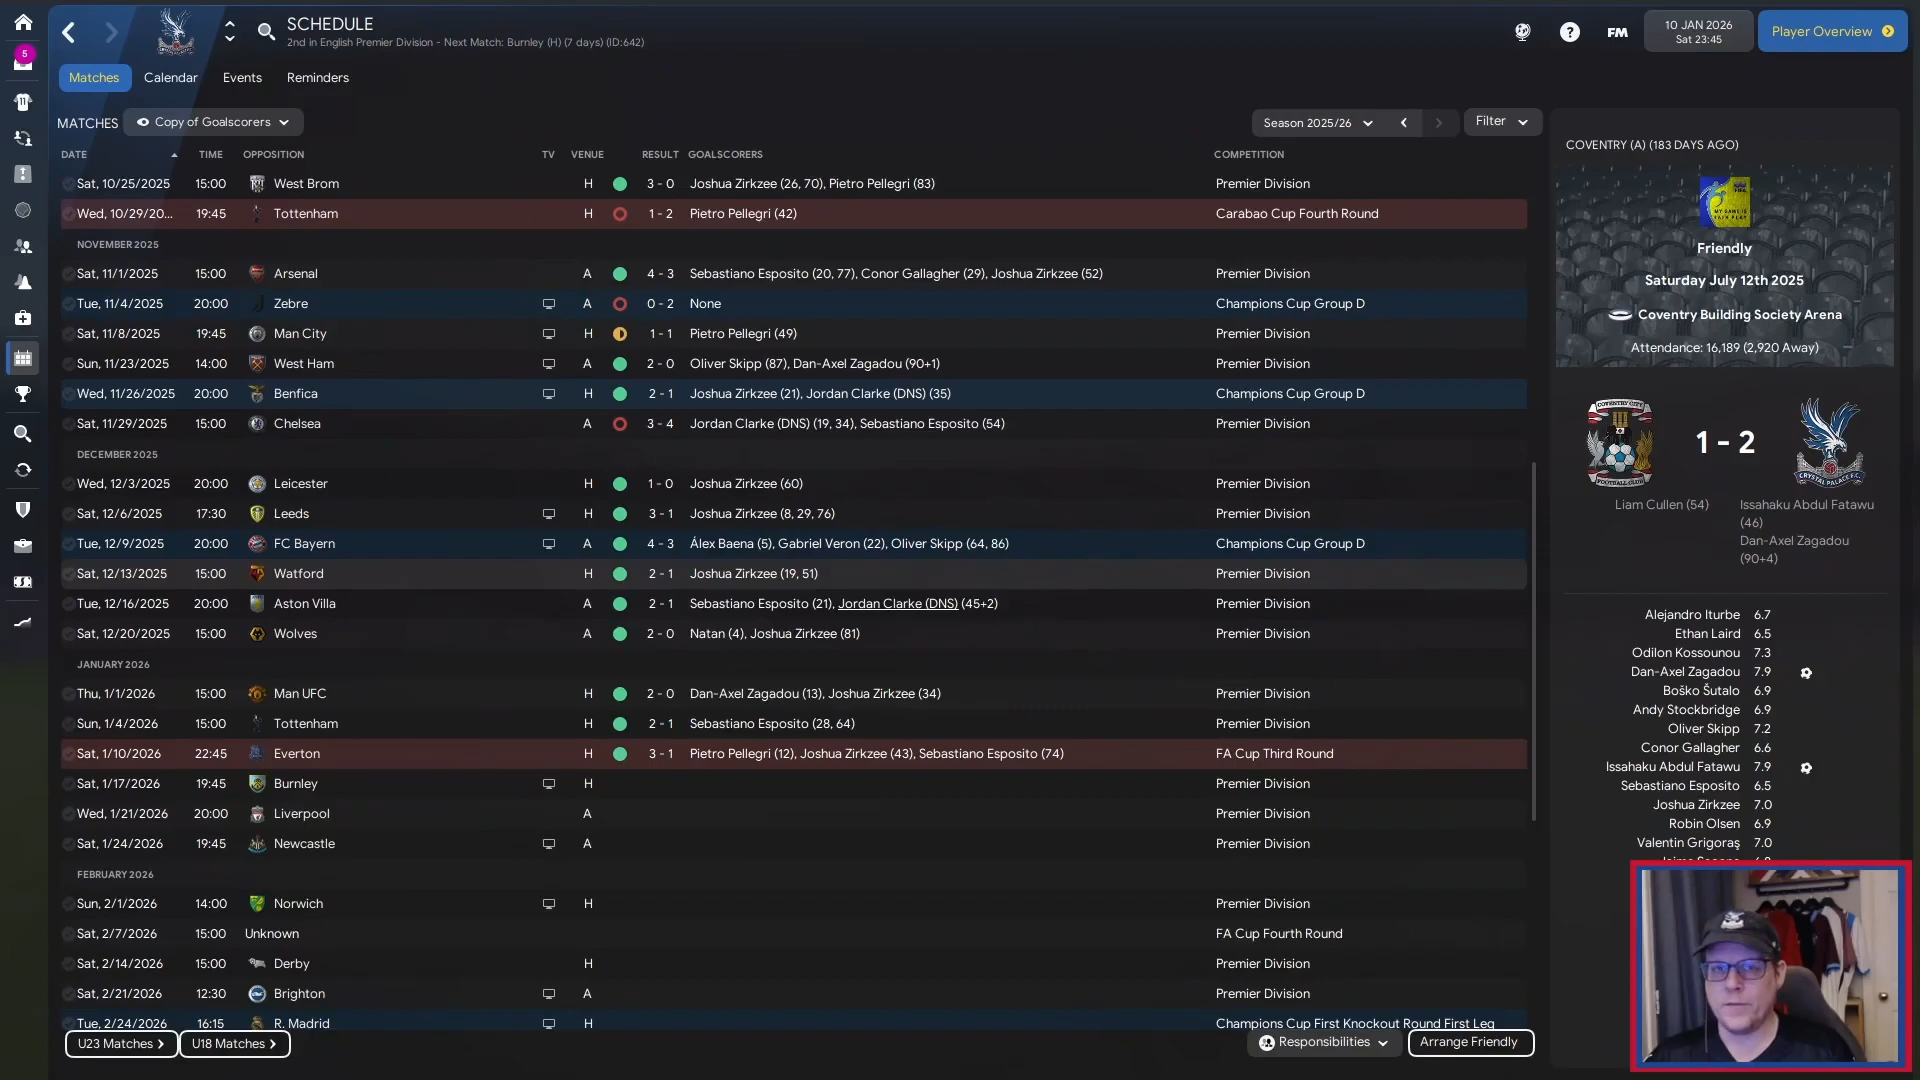 SCHEDULE
2nd in English Premier Division - Next Match: Burnley (H) (7 days) (ID:642)
FM
10 JAN 2026
Sat 23:45
Player Overview
5
Matches Calendar Events Reminders
MATCHES Copy of Goalscorers
Season 2025/26 Filter
DATE TIME OPPOSITION TV VENUE RESULT GOALSCORERS COMPETITION
Sat, 10/25/2025 15:00 West Brom H 3 - 0 Joshua Zirkzee (26, 70), Pietro Pellegri (83) Premier Division
Wed, 10/29/20... 19:45 Tottenham H 1 - 2 Pietro Pellegri (42) Carabao Cup Fourth Round
NOVEMBER 2025
Sat, 11/1/2025 15:00 Arsenal A 4 - 3 Sebastiano Esposito (20, 77), Conor Gallagher (29), Joshua Zirkzee (52) Premier Division
Tue, 11/4/2025 20:00 Zebre A 0 - 2 None Champions Cup Group D
Sat, 11/8/2025 19:45 Man City H 1 - 1 Pietro Pellegri (49) Premier Division
Sun, 11/23/2025 14:00 West Ham A 2 - 0 Oliver Skipp (87), Dan-Axel Zagadou (90+1) Premier Division
Wed, 11/26/2025 20:00 Benfica H 2 - 1 Joshua Zirkzee (21), Jordan Clarke (DNS) (35) Champions Cup Group D
Sat, 11/29/2025 15:00 Chelsea A 3 - 4 Jordan Clarke (DNS) (19, 34), Sebastiano Esposito (54) Premier Division
DECEMBER 2025
Wed, 12/3/2025 20:00 Leicester H 1 - 0 Joshua Zirkzee (60) Premier Division
Sat, 12/6/2025 17:30 Leeds H 3 - 1 Joshua Zirkzee (8, 29, 76) Premier Division
Tue, 12/9/2025 20:00 FC Bayern A 4 - 3 Álex Baena (5), Gabriel Veron (22), Oliver Skipp (64, 86) Champions Cup Group D
Sat, 12/13/2025 15:00 Watford H 2 - 1 Joshua Zirkzee (19, 51) Premier Division
Tue, 12/16/2025 20:00 Aston Villa A 2 - 1 Sebastiano Esposito (21), Jordan Clarke (DNS) (45+2) Premier Division
Sat, 12/20/2025 15:00 Wolves A 2 - 0 Natan (4), Joshua Zirkzee (81) Premier Division
JANUARY 2026
Thu, 1/1/2026 15:00 Man UFC H 2 - 0 Dan-Axel Zagadou (13), Joshua Zirkzee (34) Premier Division
Sun, 1/4/2026 15:00 Tottenham H 2 - 1 Sebastiano Esposito (28, 64) Premier Division
Sat, 1/10/2026 22:45 Everton H 3 - 1 Pietro Pellegri (12), Joshua Zirkzee (43), Sebastiano Esposito (74) FA Cup Third Round
Sat, 1/17/2026 19:45 Burnley H Premier Division
Wed, 1/21/2026 20:00 Liverpool A Premier Division
Sat, 1/24/2026 19:45 Newcastle A Premier Division
FEBRUARY 2026
Sun, 2/1/2026 14:00 Norwich H Premier Division
Sat, 2/7/2026 15:00 Unknown FA Cup Fourth Round
Sat, 2/14/2026 15:00 Derby H Premier Division
Sat, 2/21/2026 12:30 Brighton A Premier Division
Tue, 2/24/2026 16:15 R. Madrid H Champions Cup First Knockout Round First Leg
U23 Matches U18 Matches Responsibilities Arrange Friendly
COVENTRY (A) (183 DAYS AGO)
MY GAME IS
FAIR PLAY
Friendly
Saturday July 12th 2025
Coventry Building Society Arena
Attendance: 16,189 (2,920 Away)
COVENTRY CITY
FOOTBALL CLUB
1 - 2
CRYSTAL PALACE F.C.
Liam Cullen (54)
Issahaku Abdul Fatawu
(46)
Dan-Axel Zagadou
(90+4)
Alejandro Iturbe 6.7
Ethan Laird 6.5
Odilon Kossounou 7.3
Dan-Axel Zagadou 7.9
Boško Šutalo 6.9
Andy Stockbridge 6.9
Oliver Skipp 7.2
Conor Gallagher 6.6
Issahaku Abdul Fatawu 7.9
Sebastiano Esposito 6.5
Joshua Zirkzee 7.0
Robin Olsen 6.9
Valentin Grigoraş 7.0